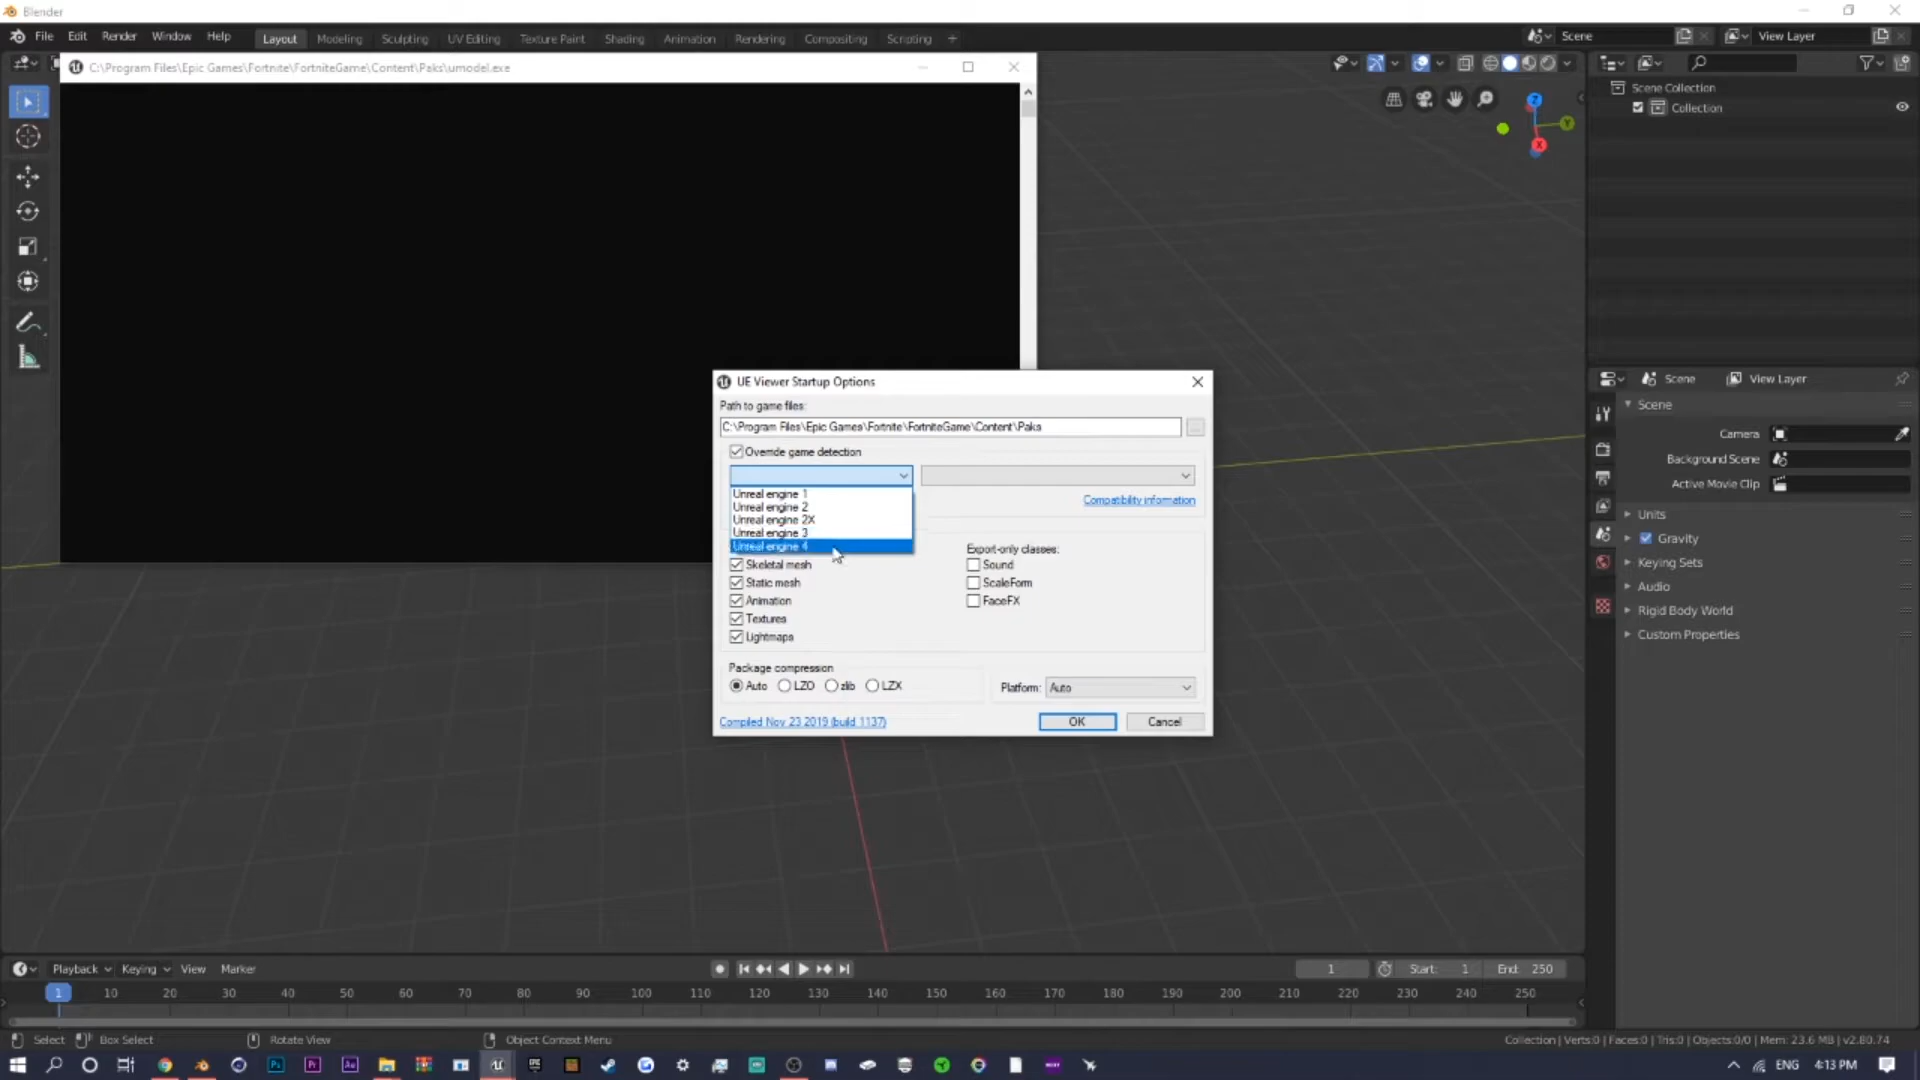 Blender
File Edit Render Window Help Layout Modeling Sculpting UV Editing Texture Paint Shading Animation Rendering Compositing Scripting + Scene View Layer
C:\Program Files\Epic Games\Fortnite\FortniteGame\Content\Paks\umodel.exe
Scene Collection
Collection
Z
Y
X
UE Viewer Startup Options
Path to game files:
C:\Program Files\Epic Games\Fortnite\FortniteGame\Content\Paks
...
Override game detection
Unreal engine 1
Unreal engine 2
Unreal engine 2X
Unreal engine 3
Unreal engine 4
Compatibility information
Export-only classes:
Skeletal mesh
Static mesh
Animation
Textures
Lightmaps
Sound
ScaleForm
FaceFX
Package compression
Auto LZO zlib LZX
Platform: Auto
Compiled Nov 23 2019 (build 1137)
OK Cancel
Scene View Layer
Scene
Camera
Background Scene
Active Movie Clip
Units
Gravity
Keying Sets
Audio
Rigid Body World
Custom Properties
Playback Keying View Marker
1 Start: 1 End: 250
1 10 20 30 40 50 60 70 80 90 100 110 120 130 140 150 160 170 180 190 200 210 220 230 240 250
Select Box Select Rotate View Object Context Menu
Collection | Verts:0 | Faces:0 | Tris:0 | Objects:0/0 | Mem: 23.6 MB | v2.80.74
Ps Pr Ae
ENG 4:13 PM